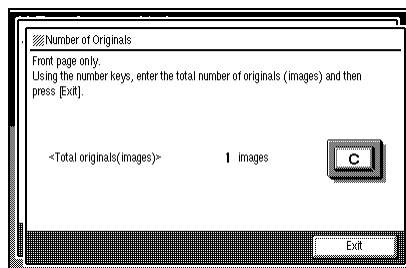 Number of Originals
Front page only.
Using the number keys, enter the total number of originals (images) and then
press [Exit].
<Total originals(images)> 1 images C
Exit